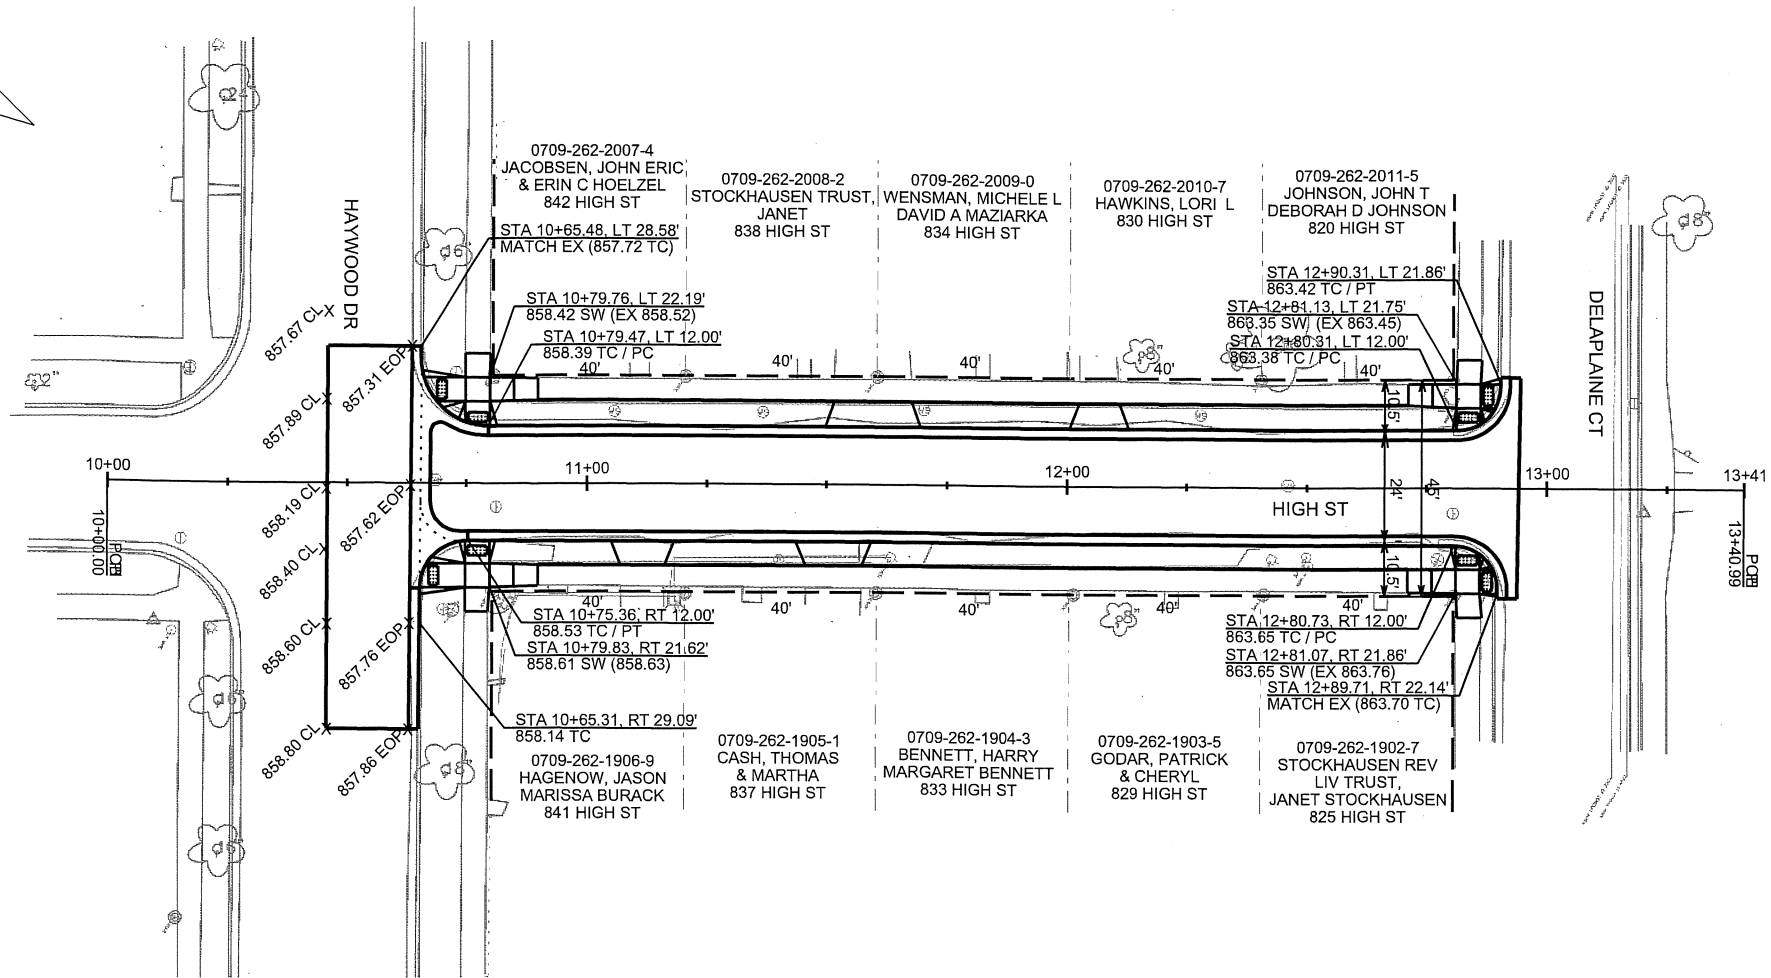 0709-262-2007-4
JACOBSEN, JOHN ERIC
& ERIN C HOELZEL
842 HIGH ST
0709-262-2008-2
STOCKHAUSEN TRUST,
JANET
838 HIGH ST
0709-262-2009-0
WENSMAN, MICHELE L
DAVID A MAZIARKA
834 HIGH ST
0709-262-2010-7
HAWKINS, LORI L
830 HIGH ST
0709-262-2011-5
JOHNSON, JOHN T
DEBORAH D JOHNSON
820 HIGH ST
HAYWOOD DR
STA 10+65.48, LT 28.58'
MATCH EX (857.72 TC)
STA 10+79.76, LT 22.19'
858.42 SW (EX 858.52)
STA 10+79.47, LT 12.00'
858.39 TC / PC
STA 12+90.31, LT 21.86'
863.42 TC / PT
STA 12+81.13, LT 21.75'
863.35 SW (EX 863.45)
STA 12+80.31, LT 12.00'
863.38 TC / PC
DELAPLAINE CT
857.67 CL
857.31 EOP
857.89 CL
40'
40'
40'
40'
40'
10.5'
24'
45'
10.5'
10+00
11+00
12+00
13+00
13+41
HIGH ST
10+00.00
13+40.99
858.19 CL
857.62 EOP
858.40 CL
858.60 CL
857.76 EOP
858.80 CL
857.86 EOP
40'
40'
40'
40'
40'
STA 10+75.36, RT 12.00'
858.53 TC / PT
STA 10+79.83, RT 21.62'
858.61 SW (858.63)
STA 10+65.31, RT 29.09'
858.14 TC
STA 12+80.73, RT 12.00'
863.65 TC / PC
STA 12+81.07, RT 21.86'
863.65 SW (EX 863.76)
STA 12+89.71, RT 22.14'
MATCH EX (863.70 TC)
0709-262-1906-9
HAGENOW, JASON
MARISSA BURACK
841 HIGH ST
0709-262-1905-1
CASH, THOMAS
& MARTHA
837 HIGH ST
0709-262-1904-3
BENNETT, HARRY
MARGARET BENNETT
833 HIGH ST
0709-262-1903-5
GODAR, PATRICK
& CHERYL
829 HIGH ST
0709-262-1902-7
STOCKHAUSEN REV
LIV TRUST,
JANET STOCKHAUSEN
825 HIGH ST